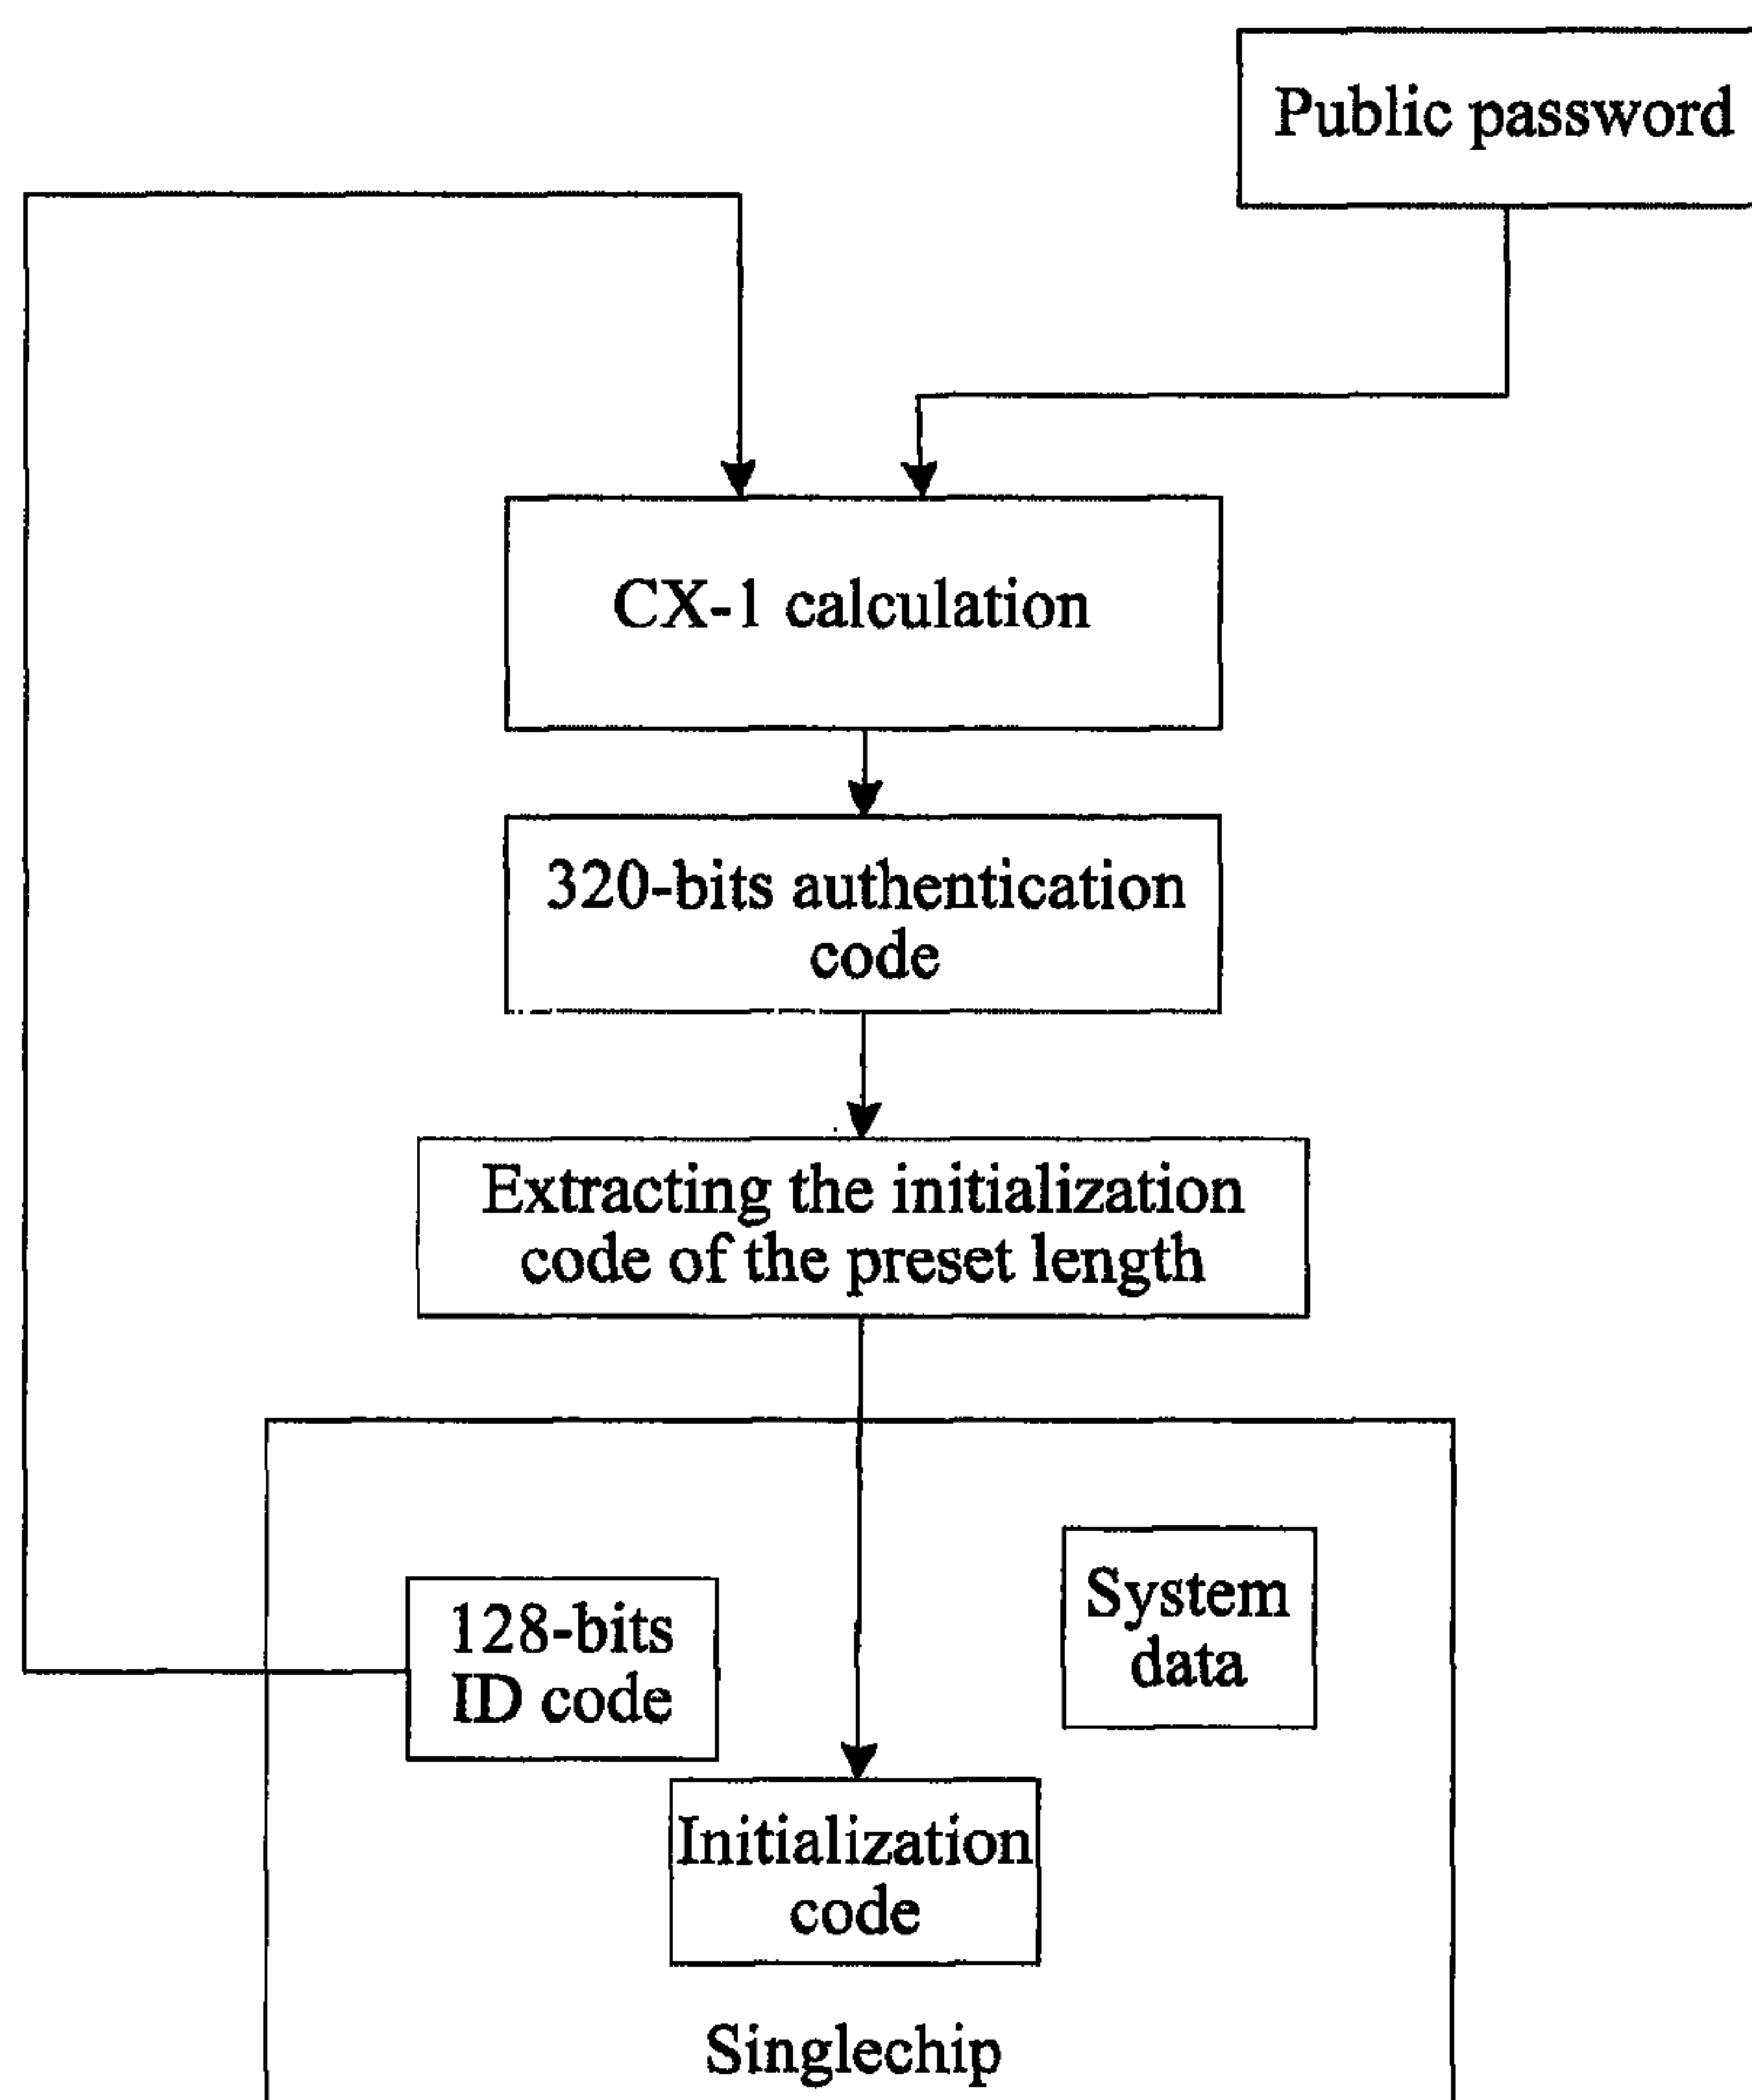 Public password
CX-1 calculation
320-bits authentication
code
Extracting the initialization
code of the preset length
128-bits
ID code
System
data
Initialization
code
Singlechip